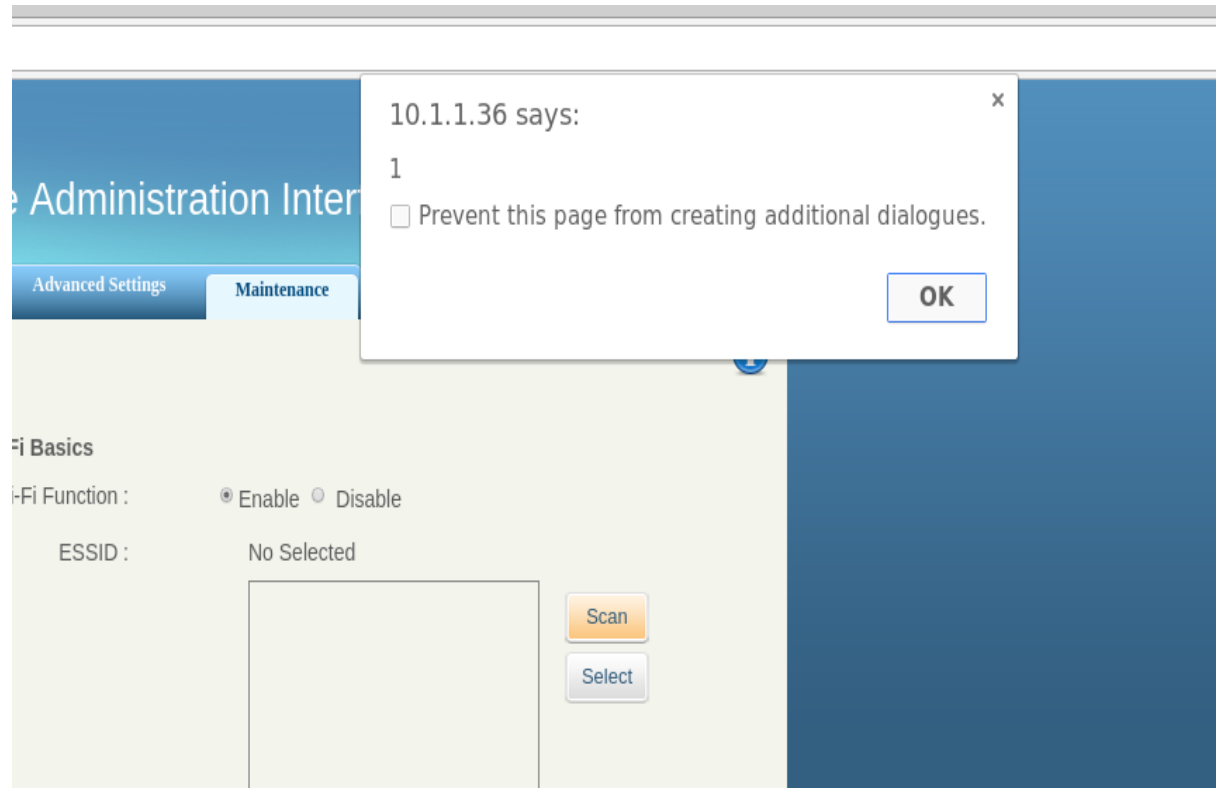 10.1.1.36 says:
1
Prevent this page from creating additional dialogues.
OK
Administration Inter
Advanced Settings
Maintenance
Fi Basics
i-Fi Function :
Enable
Disable
ESSID :
No Selected
Scan
Select